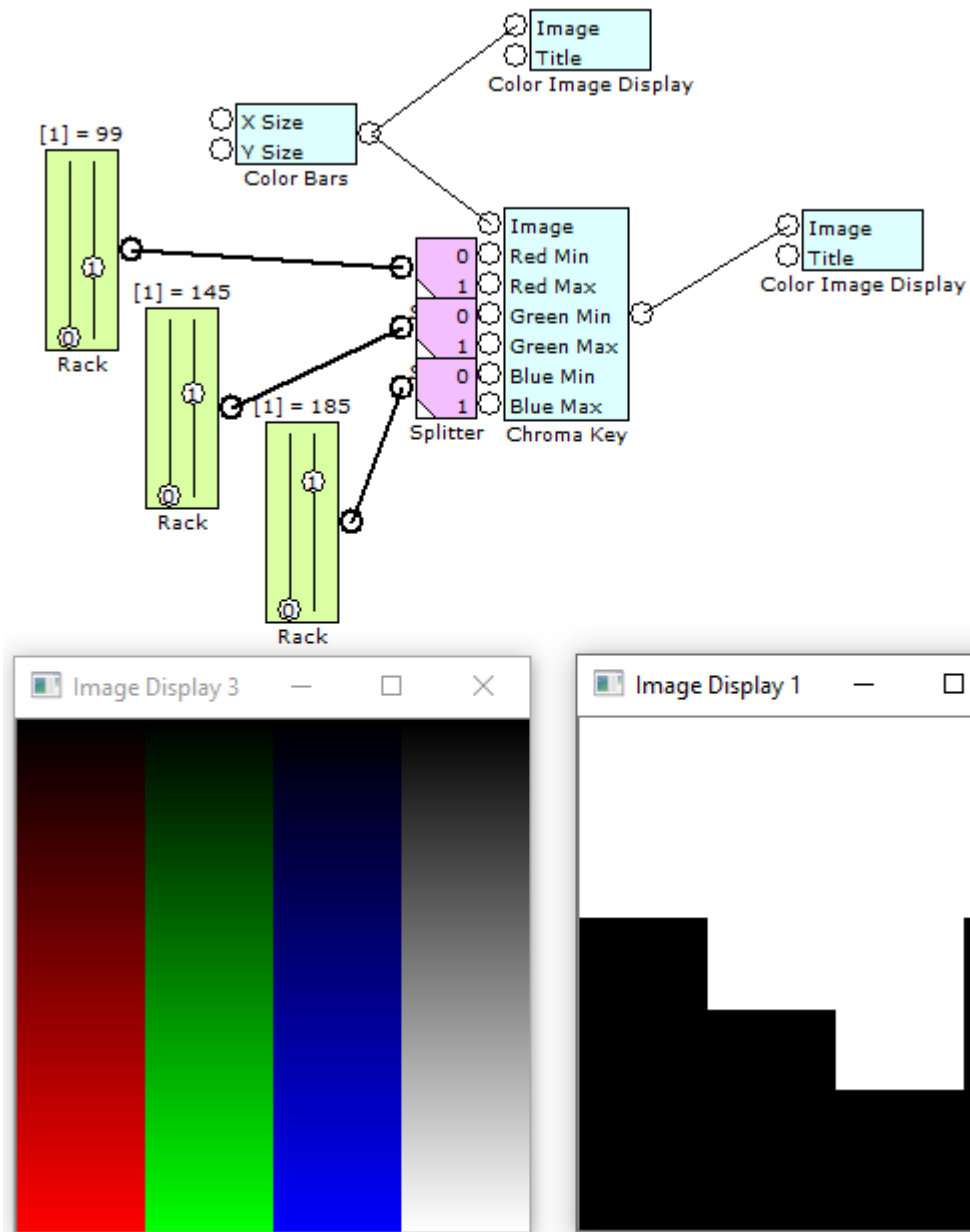 Image
Title
Color Image Display
X Size
Y Size
Color Bars
[1] = 99
1
0
Rack
[1] = 145
1
0
Rack
[1] = 185
1
0
Rack
0
1
0
1
0
1
Splitter
Image
Red Min
Red Max
Green Min
Green Max
Blue Min
Blue Max
Chroma Key
Image
Title
Color Image Display
Image Display 3
Image Display 1